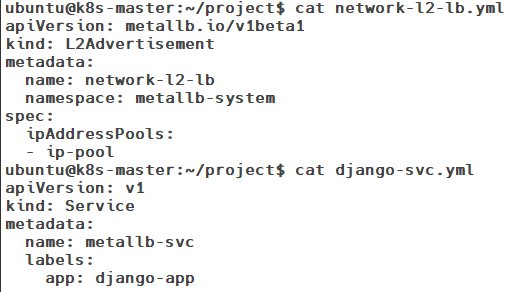 ubuntu@k8s-master:~/project$ cat network-l2-lb.yml
apiVersion: metallb.io/v1beta1
kind: L2Advertisement
metadata:
  name: network-l2-lb
  namespace: metallb-system
spec:
  ipAddressPools:
  - ip-pool
ubuntu@k8s-master:~/project$ cat django-svc.yml
apiVersion: v1
kind: Service
metadata:
  name: metallb-svc
  labels:
    app: django-app